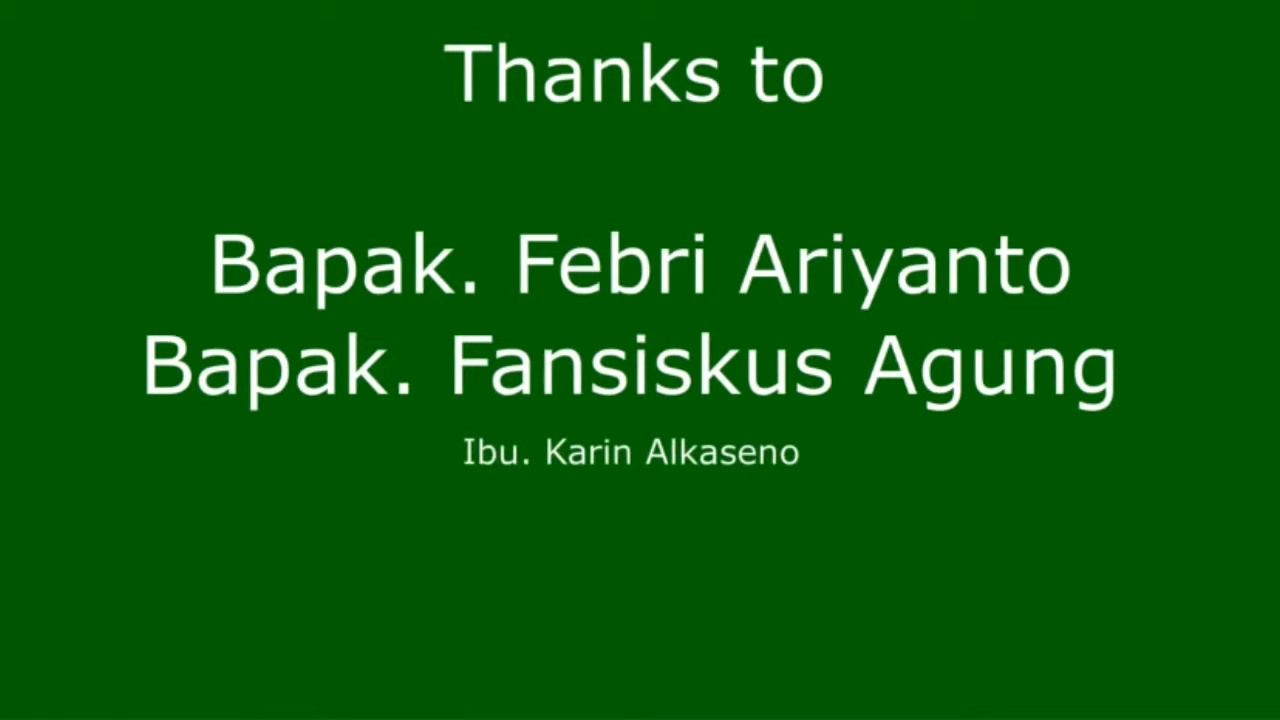 Thanks to
Bapak. Febri Ariyanto
Bapak. Fansiskus Agung
Ibu. Karin Alkaseno